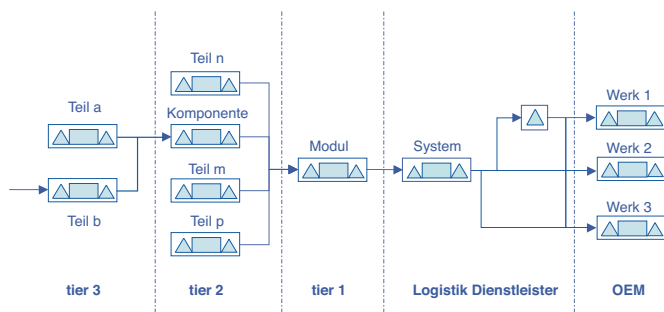 Teil n
Teil a
Komponente
Teil b
Teil m
Teil p
Modul
System
Werk 1
Werk 2
Werk 3
tier 3
tier 2
tier 1
Logistik Dienstleister
OEM